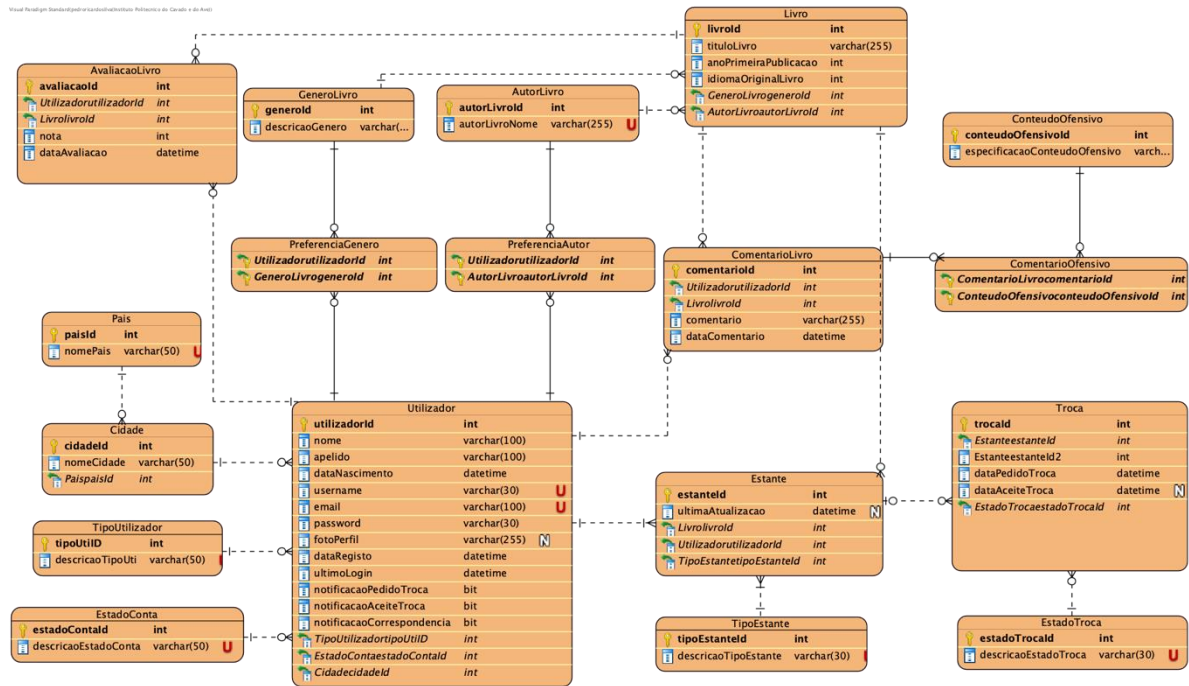 Livro
livroId int
tituloLivro varchar(255)
anoPrimeiraPublicacao int
idiomaOriginalLivro int
GeneroLivrogeneroId int
AutorLivroautorLivroId int
AvaliacaoLivro
avaliacaoId int
UtilizadorutilizadorId int
LivrolivroId int
nota int
dataAvaliacao datetime
GeneroLivro
generoId int
descricaoGenero varchar(...
AutorLivro
autorLivroId int
autorLivroNome varchar(255) U
ConteudoOfensivo
conteudoOfensivoId int
especificacaoConteudoOfensivo varch...
PreferenciaGenero
UtilizadorutilizadorId int
GeneroLivrogeneroId int
PreferenciaAutor
UtilizadorutilizadorId int
AutorLivroautorLivroId int
ComentarioLivro
comentarioId int
UtilizadorutilizadorId int
LivrolivroId int
comentario varchar(255)
dataComentario datetime
ComentarioOfensivo
ComentarioLivrocomentarioId int
ConteudoOfensivoconteudoOfensivoId int
Pais
paisId int
nomePais varchar(50) U
Cidade
cidadeId int
nomeCidade varchar(50)
PaispaisId int
TipoUtilizador
tipoUtilID int
descricaoTipoUti varchar(50)
EstadoConta
estadoContaId int
descricaoEstadoConta varchar(50) U
Utilizador
utilizadorId int
nome varchar(100)
apelido varchar(100)
dataNascimento datetime
username varchar(30) U
email varchar(100) U
password varchar(30)
fotoPerfil varchar(255) N
dataRegisto datetime
ultimoLogin datetime
notificacaoPedidoTroca bit
notificacaoAceiteTroca bit
notificacaoCorrespondencia bit
TipoUtilizadortipoUtilID int
EstadoContaestadoContaId int
CidadecidadeId int
Estante
estanteId int
ultimaAtualizacao datetime N
LivrolivroId int
UtilizadorutilizadorId int
TipoEstantetipoEstanteId int
TipoEstante
tipoEstanteId int
descricaoTipoEstante varchar(30)
Troca
trocaId int
EstanteestanteId int
EstanteestanteId2 int
dataPedidoTroca datetime
dataAceiteTroca datetime N
EstadoTrocaestadoTrocaId int
EstadoTroca
estadoTrocaId int
descricaoEstadoTroca varchar(30) U